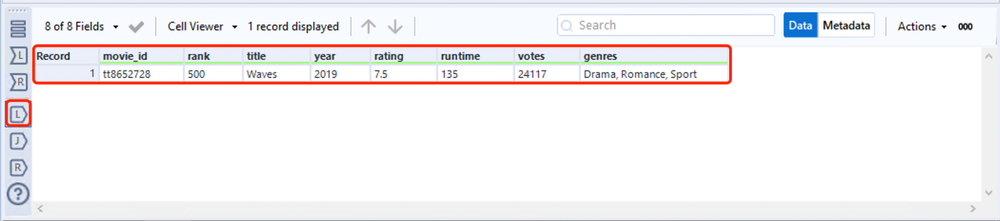 8 of 8 Fields Cell Viewer 1 record displayed Search Data Metadata Actions 000
Record movie_id rank title year rating runtime votes genres
1 tt8652728 500 Waves 2019 7.5 135 24117 Drama, Romance, Sport
L
R
L
J
R
?